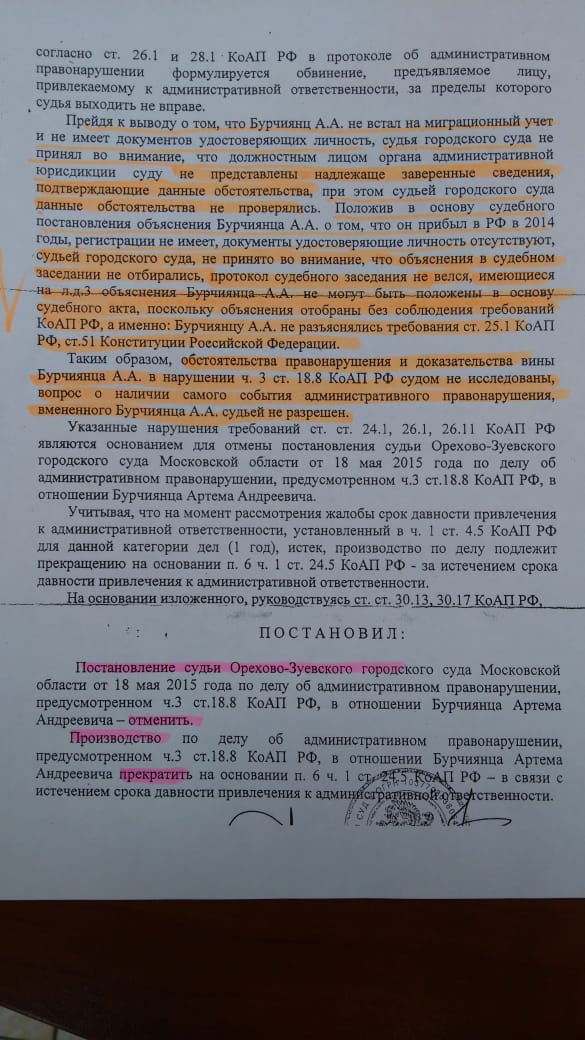 согласно ст. 26.1 и 28.1 КоАП РФ в протоколе об административном
правонарушении формулируется обвинение, предъявляемое лицу,
привлекаемому к административной ответственности, за пределы которого
судья выходить не вправе.
Прейдя к выводу о том, что Бурчиянц А.А. не встал на миграционный учет
и не имеет документов удостоверяющих личность, судья городского суда не
принял во внимание, что должностным лицом органа административной
юрисдикции суду не представлены надлежаще заверенные сведения,
подтверждающие данные обстоятельства, при этом судьей городского суда
данные обстоятельства не проверялись. Положив в основу судебного
постановления объяснения Бурчиянца А.А. о том, что он прибыл в РФ в 2014
годы, регистрации не имеет, документы удостоверяющие личность отсутствуют,
судьей городского суда, не принято во внимание, что объяснения в судебном
заседании не отбирались, протокол судебного заседания не велся, имеющиеся
на л.д.3 объяснения Бурчиянца А.А. не могут быть положены в основу
судебного акта, поскольку объяснения отобраны без соблюдения требований
КоАП РФ, а именно: Бурчиянцу А.А. не разъяснялись требования ст. 25.1 КоАП
РФ, ст.51 Конституции Российской Федерации.
Таким образом, обстоятельства правонарушения и доказательства вины
Бурчиянца А.А. в нарушении ч. 3 ст. 18.8 КоАП РФ судом не исследованы,
вопрос о наличии самого события административного правонарушения,
вмененного Бурчиянца А.А. судьей не разрешен.
Указанные нарушения требований ст. ст. 24.1, 26.1, 26.11 КоАП РФ
являются основанием для отмены постановления судьи Орехово-Зуевского
городского суда Московской области от 18 мая 2015 года по делу об
административном правонарушении, предусмотренном ч.3 ст.18.8 КоАП РФ, в
отношении Бурчиянца Артема Андреевича.
Учитывая, что на момент рассмотрения жалобы срок давности привлечения
к административной ответственности, установленный в ч. 1 ст. 4.5 КоАП РФ
для данной категории дел (1 год), истек, производство по делу подлежит
прекращению на основании п. 6 ч. 1 ст. 24.5 КоАП РФ - за истечением срока
давности привлечения к административной ответственности.
На основании изложенного, руководствуясь ст. ст. 30.13, 30.17 КоАП РФ,
ПОСТАНОВИЛ:
Постановление судьи Орехово-Зуевского городского суда Московской
области от 18 мая 2015 года по делу об административном правонарушении,
предусмотренном ч.3 ст.18.8 КоАП РФ, в отношении Бурчиянца Артема
Андреевича – отменить.
Производство по делу об административном правонарушении,
предусмотренном ч.3 ст.18.8 КоАП РФ, в отношении Бурчиянца Артема
Андреевича прекратить на основании п. 6 ч. 1 ст. 24.5 КоАП РФ – в связи с
истечением срока давности привлечения к административной ответственности.